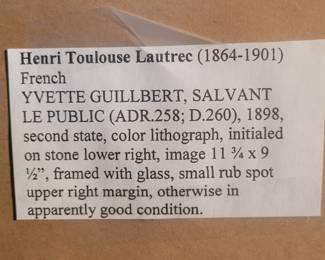 Henri Toulouse Lautrec (1864-1901)
French
YVETTE GUILLBERT, SALVANT
LE PUBLIC (ADR.258; D.260), 1898,
second state, color lithograph, initialed
on stone lower right, image 11 ¾ x 9
½”, framed with glass, small rub spot
upper right margin, otherwise in
apparently good condition.